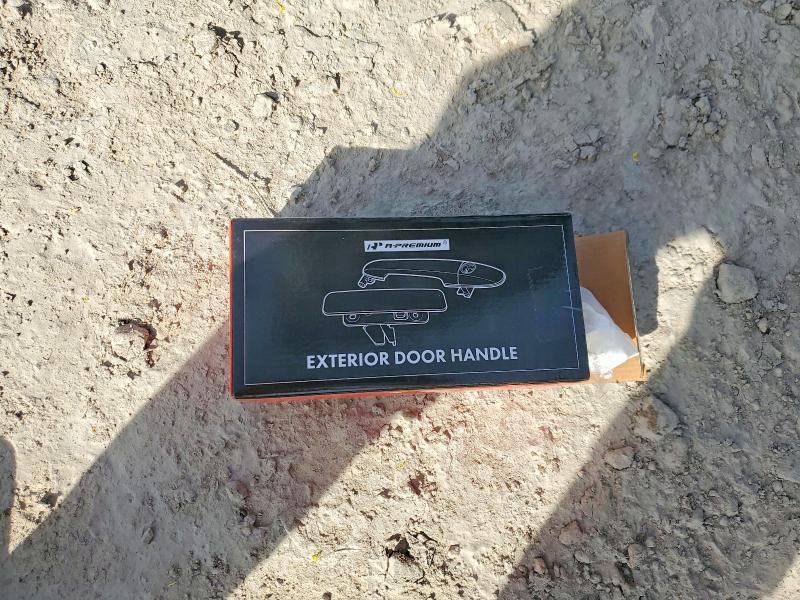 A-PREMIUM®
EXTERIOR DOOR HANDLE